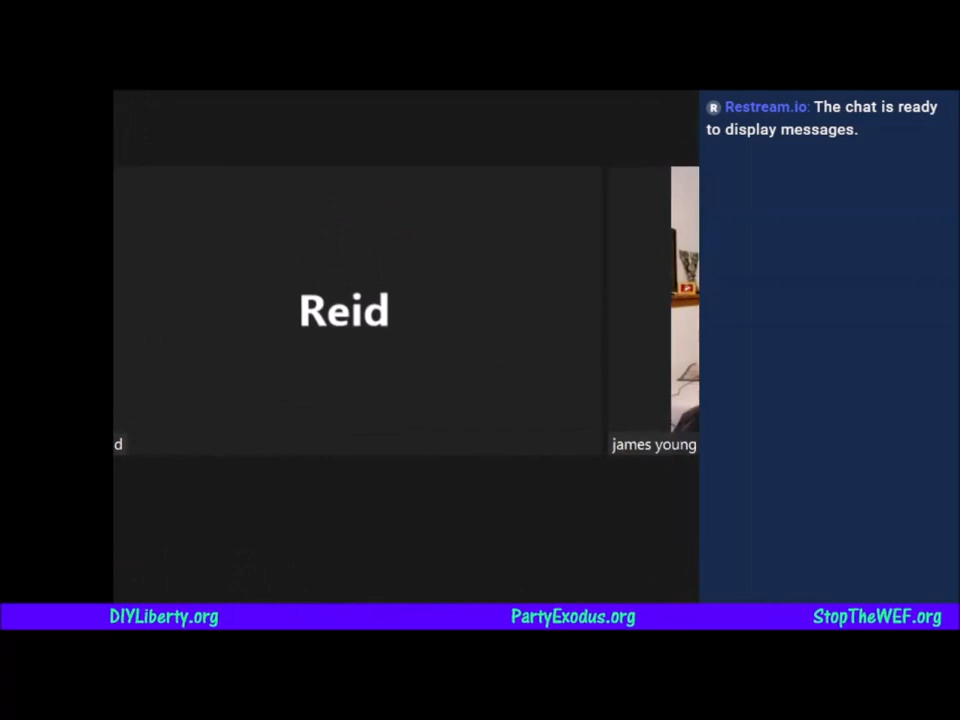 R Restream.io: The chat is ready
to display messages.
Reid
d
james young
DIYLiberty.org
PartyExodus.org
StopTheWEF.org